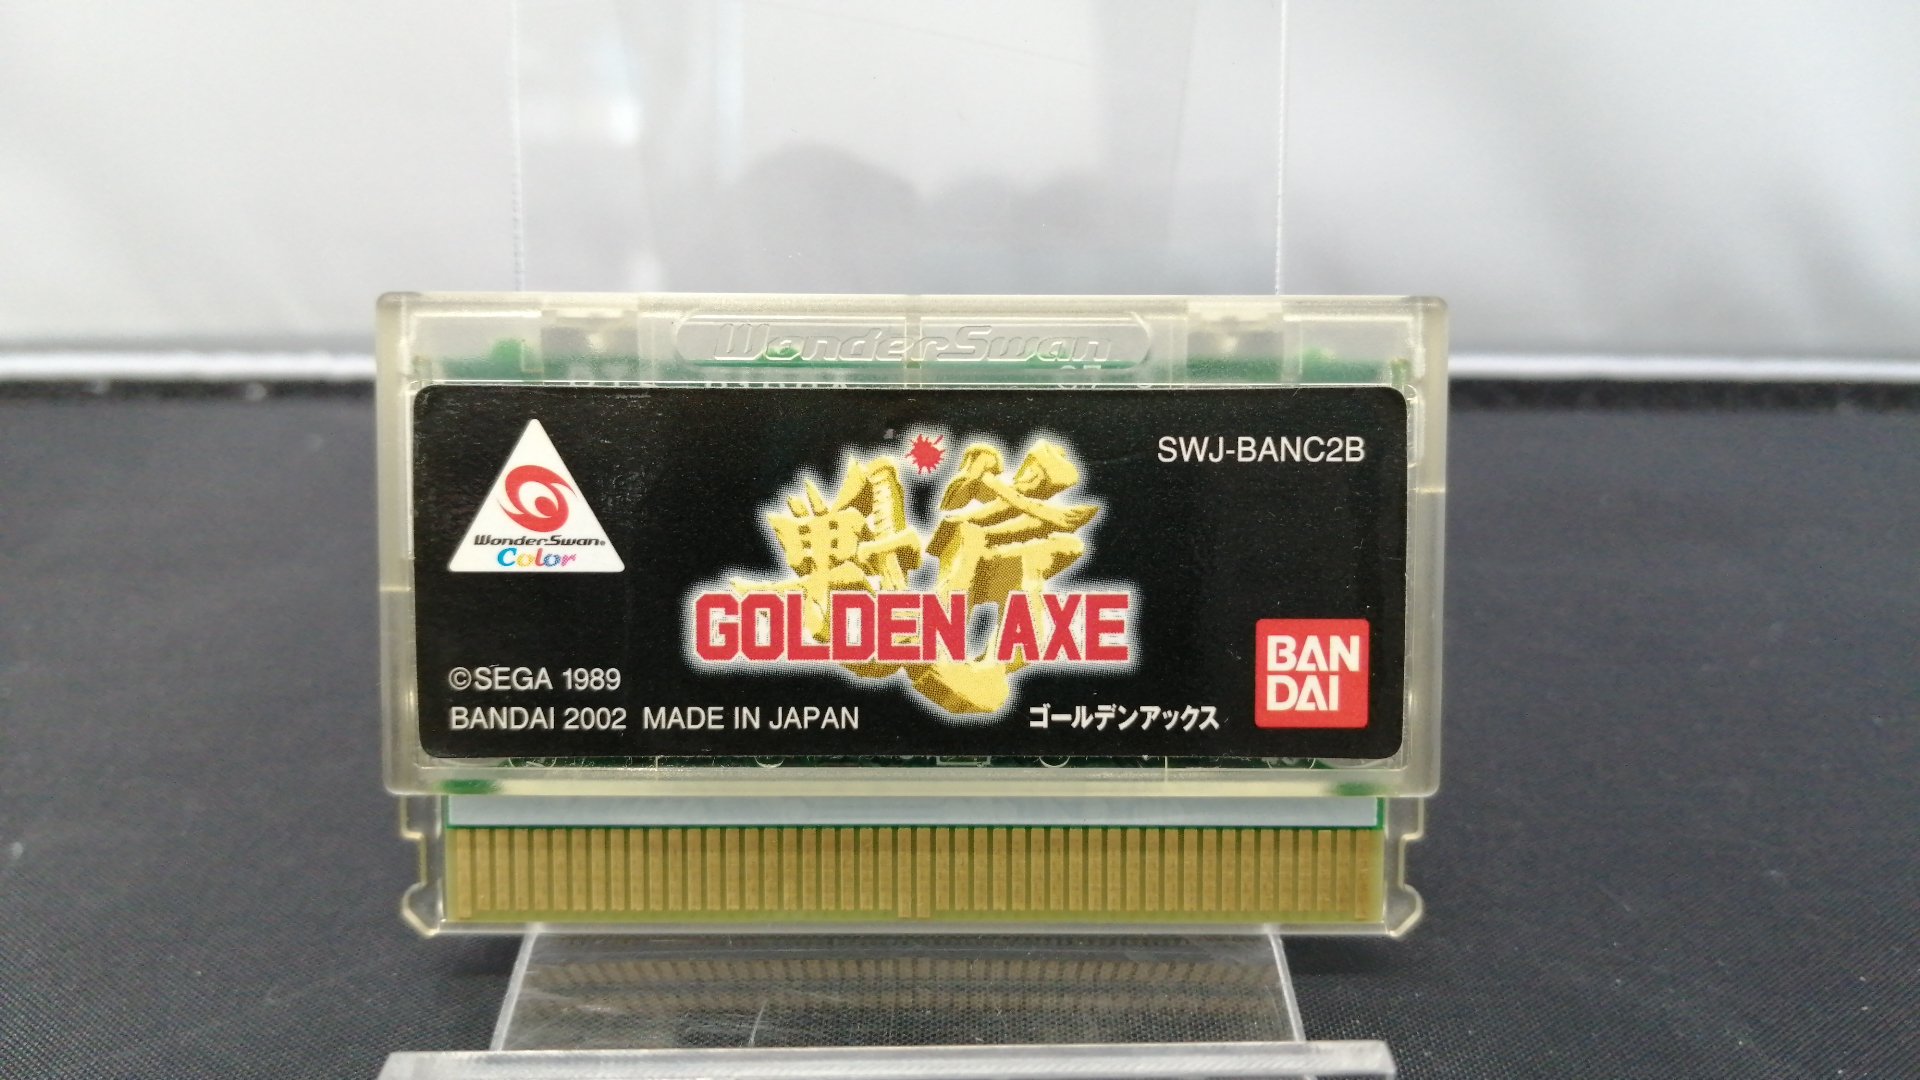 WonderSwan
SWJ-BANC2B
戦斧
WonderSwan
Color
GOLDEN AXE
BAN
DAI
©SEGA 1989
BANDAI 2002 MADE IN JAPAN
ゴールデンアックス